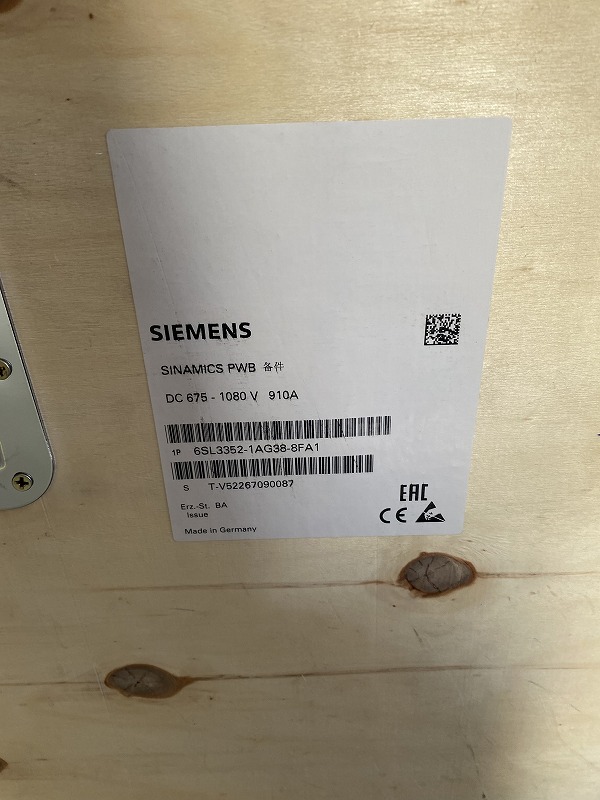 SIEMENS
SINAMICS PWB 备件
DC 675 - 1080 V 910A
1P 6SL3352-1AG38-8FA1
S T-V52267090087
Erz.-St. BA
Issue
EAC
CE
Made in Germany